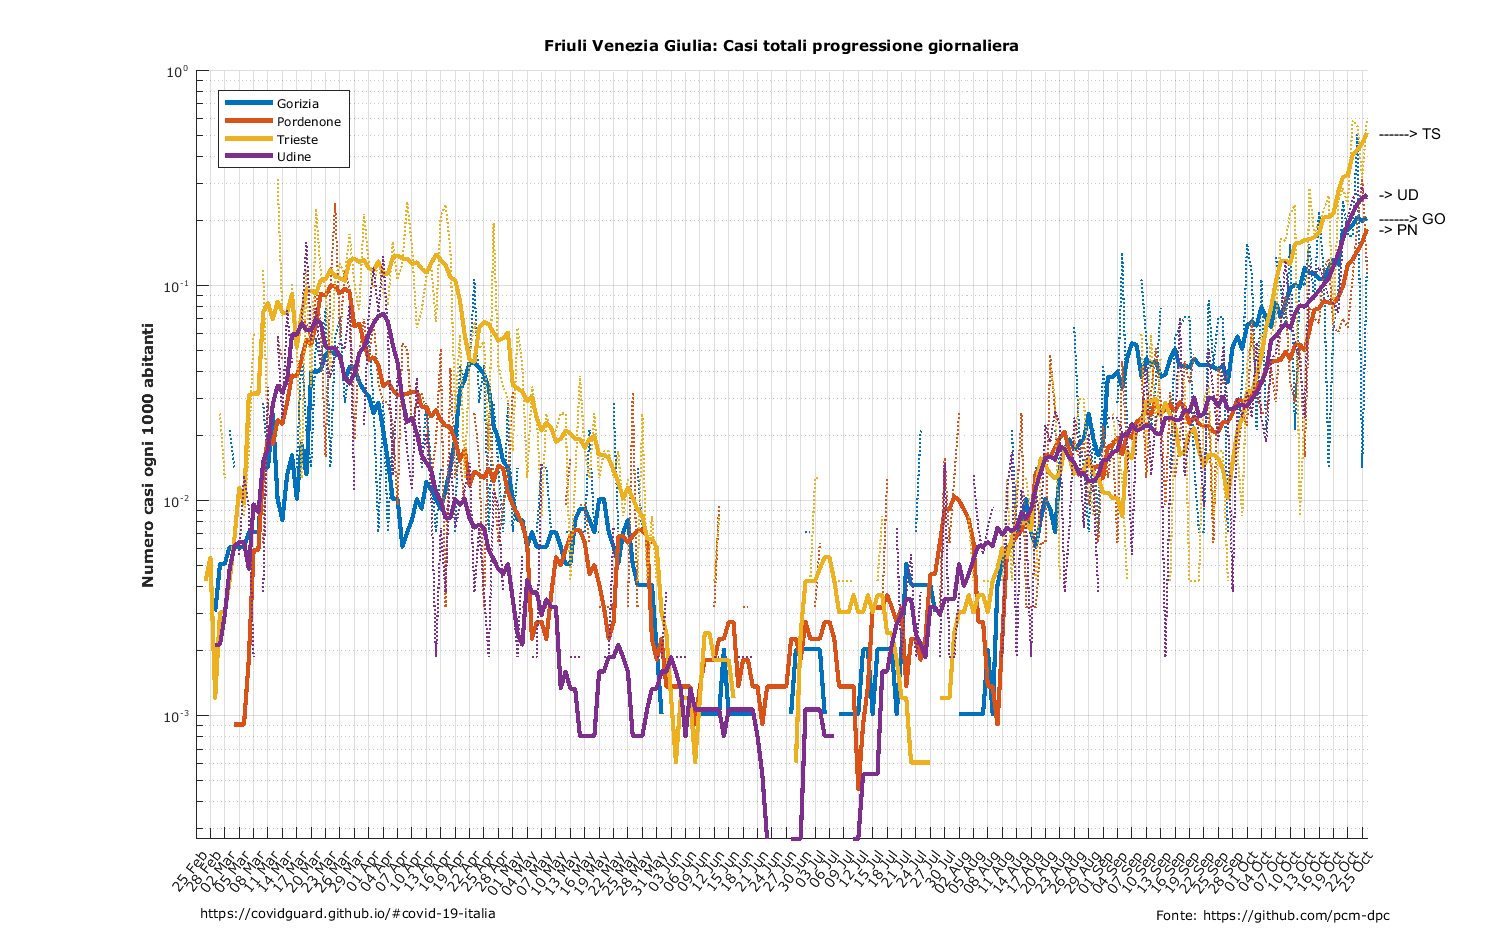 Friuli Venezia Giulia: Casi totali progressione giornaliera
10⁰
Gorizia
Pordenone
Trieste
Udine
------> TS
-> UD
------> GO
-> PN
10⁻¹
10⁻²
10⁻³
Numero casi ogni 1000 abitanti
25 Feb
28 Feb
02 Mar
05 Mar
08 Mar
11 Mar
14 Mar
17 Mar
20 Mar
23 Mar
26 Mar
29 Mar
01 Apr
04 Apr
07 Apr
10 Apr
13 Apr
16 Apr
19 Apr
22 Apr
25 Apr
28 Apr
01 May
04 May
07 May
10 May
13 May
16 May
19 May
22 May
25 May
28 May
31 May
03 Jun
06 Jun
09 Jun
12 Jun
15 Jun
18 Jun
21 Jun
24 Jun
27 Jun
30 Jun
03 Jul
06 Jul
09 Jul
12 Jul
15 Jul
18 Jul
21 Jul
24 Jul
27 Jul
30 Jul
02 Aug
05 Aug
08 Aug
11 Aug
14 Aug
17 Aug
20 Aug
23 Aug
26 Aug
29 Aug
01 Sep
04 Sep
07 Sep
10 Sep
13 Sep
16 Sep
19 Sep
22 Sep
25 Sep
28 Sep
01 Oct
04 Oct
07 Oct
10 Oct
13 Oct
16 Oct
19 Oct
22 Oct
25 Oct
https://covidguard.github.io/#covid-19-italia
Fonte: https://github.com/pcm-dpc